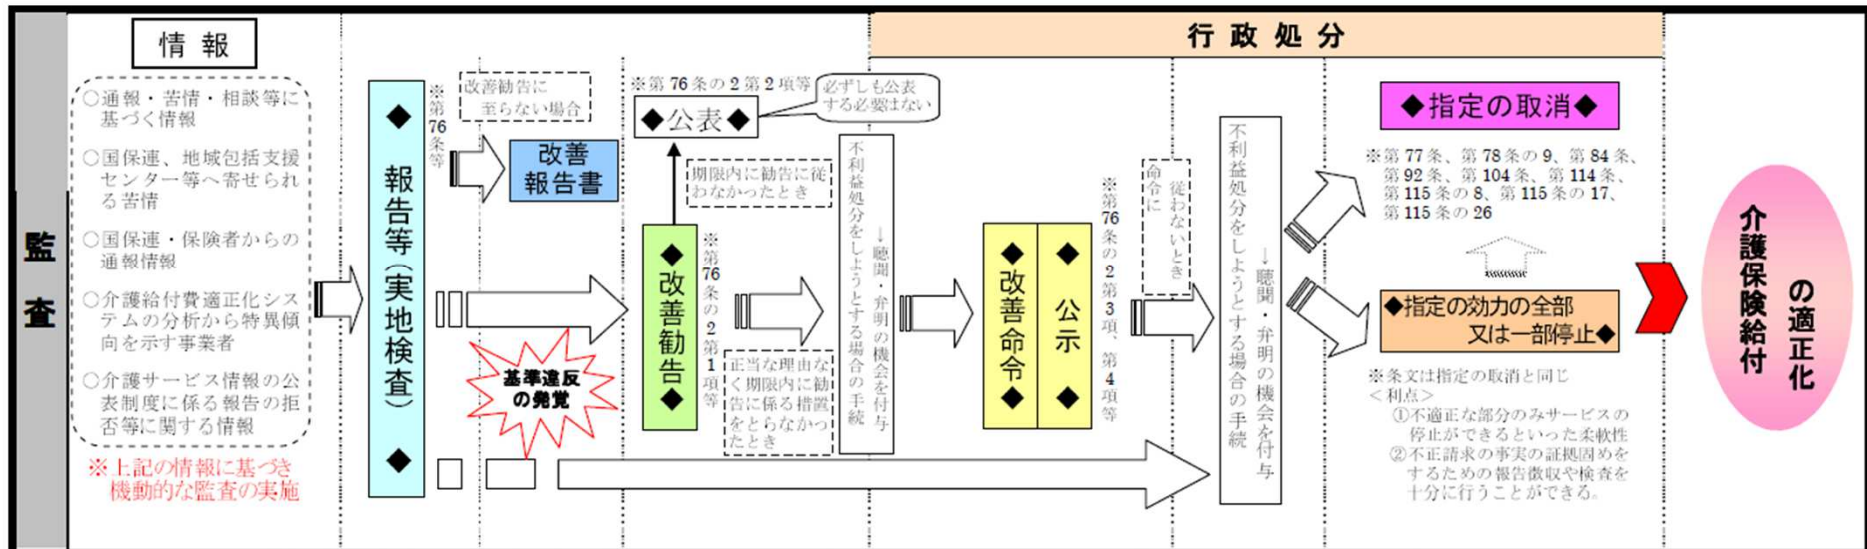 監査
情報
○通報・苦情・相談等に
基づく情報
○国保連、地域包括支援
センター等へ寄せられ
る苦情
○国保連・保険者からの
通報情報
○介護給付費適正化シス
テムの分析から特異傾
向を示す事業者
○介護サービス情報の公
表制度に係る報告の拒
否等に関する情報
※上記の情報に基づき
機動的な監査の実施
◆報告等(実地検査)◆
※第76条等
改善勧告に
至らない場合
改善
報告書
基準違反
の発覚
※第76条の2第2項等
◆公表◆
必ずしも公表
する必要はない
期限内に勧告に従
わなかったとき
◆改善勧告◆
※第76条の2第1項等
正当な理由な
く期限内に勧
告に係る措置
をとらなかっ
たとき
不利益処分をしようとする場合の手続
→聴聞・弁明の機会を付与
行政処分
◆改善命令◆
◆公示◆
※第76条の2第3項、第4項等
命令に
従わないとき
不利益処分をしようとする場合の手続
→聴聞・弁明の機会を付与
◆指定の取消◆
※第77条、第78条の9、第84条、
第92条、第104条、第114条、
第115条の8、第115条の17、
第115条の26
◆指定の効力の全部
又は一部停止◆
※条文は指定の取消と同じ
<利点>
①不適正な部分のみサービスの
停止ができるといった柔軟性
②不正請求の事実の証拠固めを
するための報告徴収や検査を
十分に行うことができる。
介護保険給付
の適正化